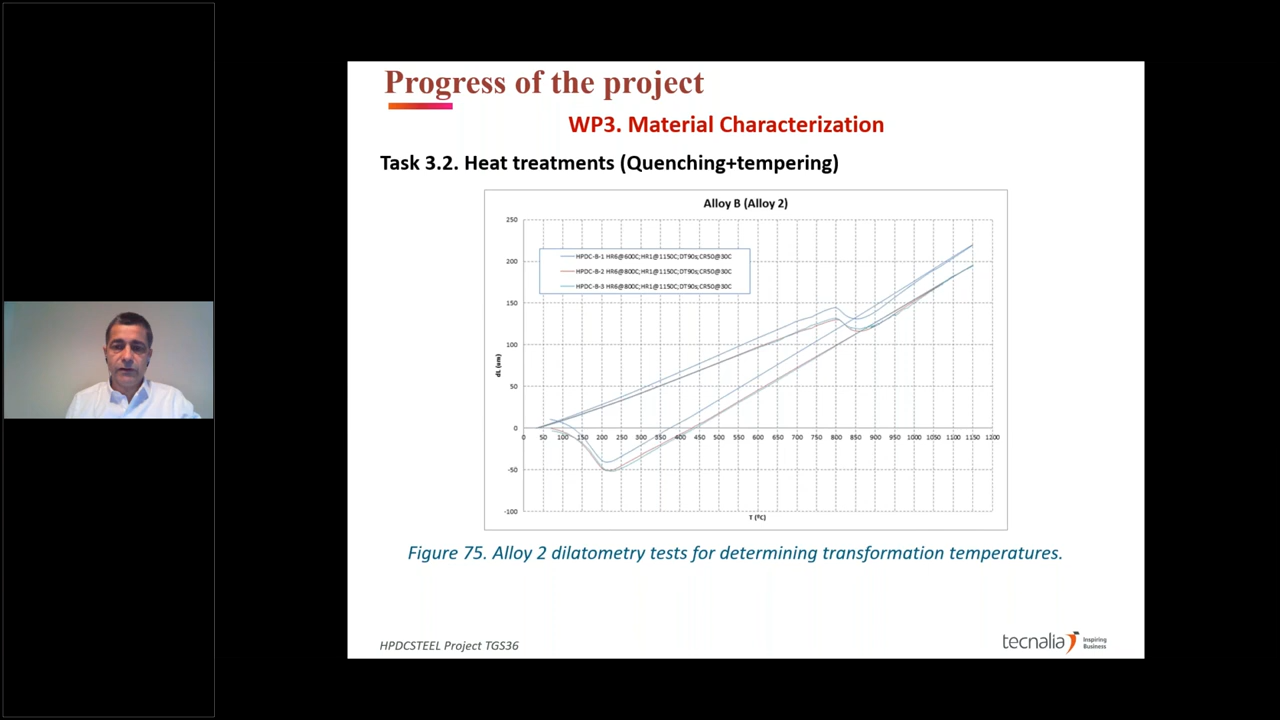 Progress of the project
WP3. Material Characterization
Task 3.2. Heat treatments (Quenching+tempering)
Alloy B (Alloy 2)
250
200
150
100
50
0
-50
-100
dL (um)
HPDC-B-1 HR6@600C;HR1@1150C;DT90s;CR50@30C
HPDC-B-2 HR6@800C;HR1@1150C;DT90s;CR50@30C
HPDC-B-3 HR6@800C;HR1@1150C;DT90s;CR50@30C
0 50 100 150 200 250 300 350 400 450 500 550 600 650 700 750 800 850 900 950 1000 1050 1100 1150 1200
T (ºC)
Figure 75. Alloy 2 dilatometry tests for determining transformation temperatures.
HPDCSTEEL Project TGS36
tecnalia
Inspiring
Business